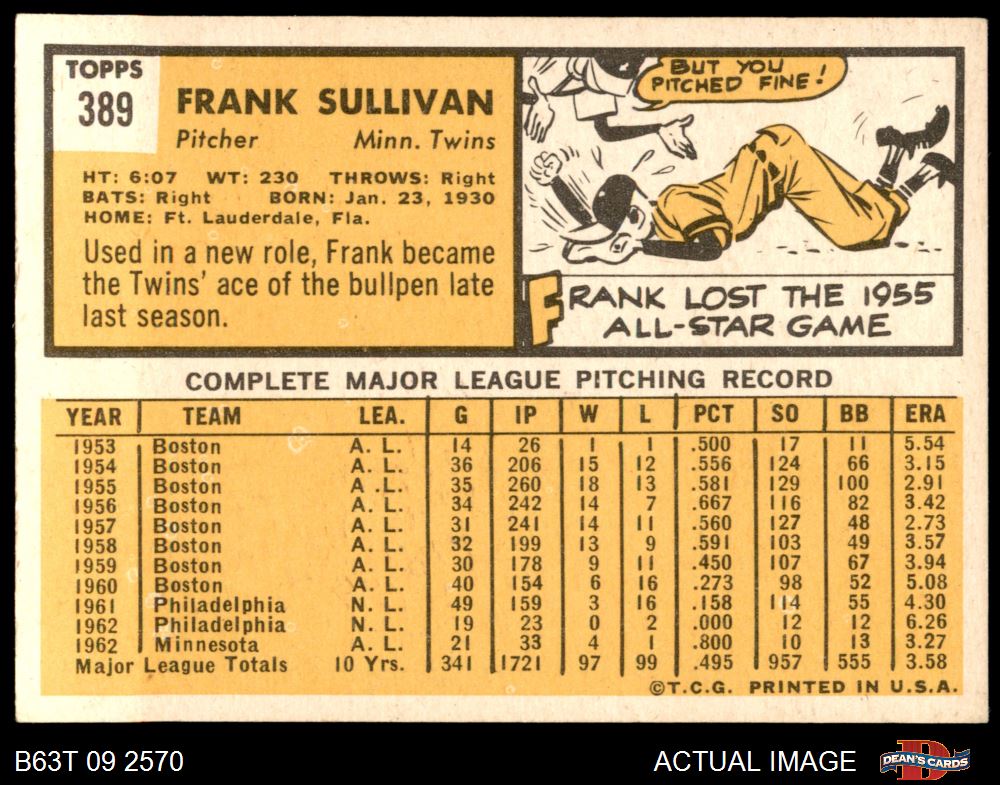 TOPPS
389
FRANK SULLIVAN
Pitcher Minn. Twins
HT: 6:07 WT: 230 THROWS: Right
BATS: Right BORN: Jan. 23, 1930
HOME: Ft. Lauderdale, Fla.
Used in a new role, Frank became
the Twins' ace of the bullpen late
last season.
BUT YOU
PITCHED FINE!
FRANK LOST THE 1955
ALL-STAR GAME
COMPLETE MAJOR LEAGUE PITCHING RECORD
YEAR TEAM LEA. G IP W L PCT SO BB ERA
1953 Boston A. L. 14 26 1 1 .500 17 11 5.54
1954 Boston A. L. 36 206 15 12 .556 124 66 3.15
1955 Boston A .L. 35 260 18 13 .581 129 100 2.91
1956 Boston A. L. 34 242 14 7 .667 116 82 3.42
1957 Boston A. L. 31 241 14 11 .560 127 48 2.73
1958 Boston A. L. 32 199 13 9 .591 103 49 3.57
1959 Boston A. L. 30 178 9 11 .450 107 67 3.94
1960 Boston A. L. 40 154 6 16 .273 98 52 5.08
1961 Philadelphia N. L. 49 159 3 16 .158 114 55 4.30
1962 Philadelphia N. L. 19 23 0 2 .000 12 12 6.26
1962 Minnesota A. L. 21 33 4 1 .800 10 13 3.27
Major League Totals 10 Yrs. 341 1721 97 99 .495 957 555 3.58
©T.C.G. PRINTED IN U.S.A.
B63T 09 2570 ACTUAL IMAGE DEAN'S CARDS